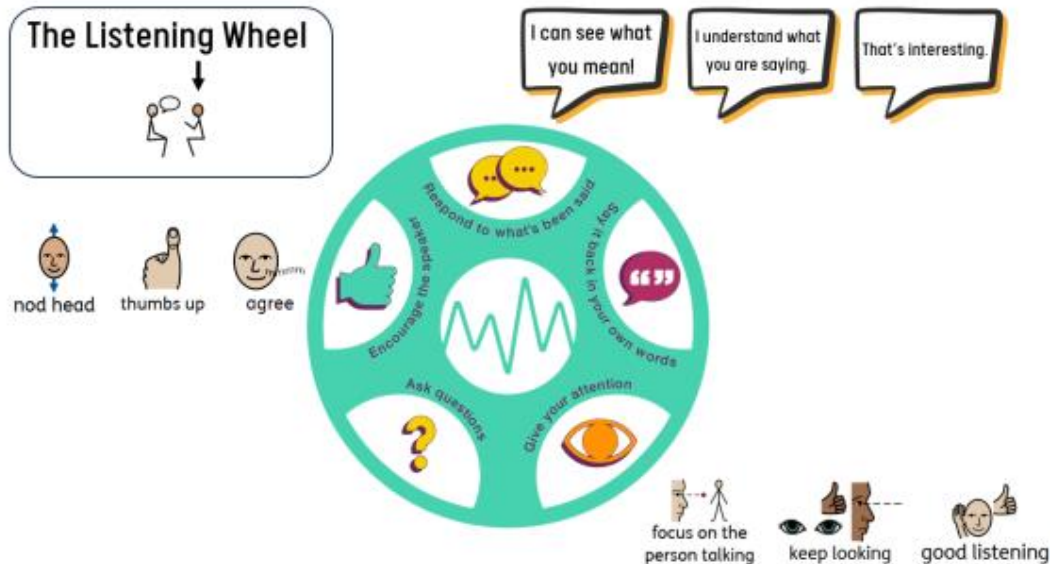 The Listening Wheel
I can see what
you mean!
I understand what
you are saying.
That's interesting.
Respond to what's been said
Say it back in your own words
Encourage the speaker
nod head
thumbs up
agree
Ask questions
Give your attention
focus on the
person talking
keep looking
good listening